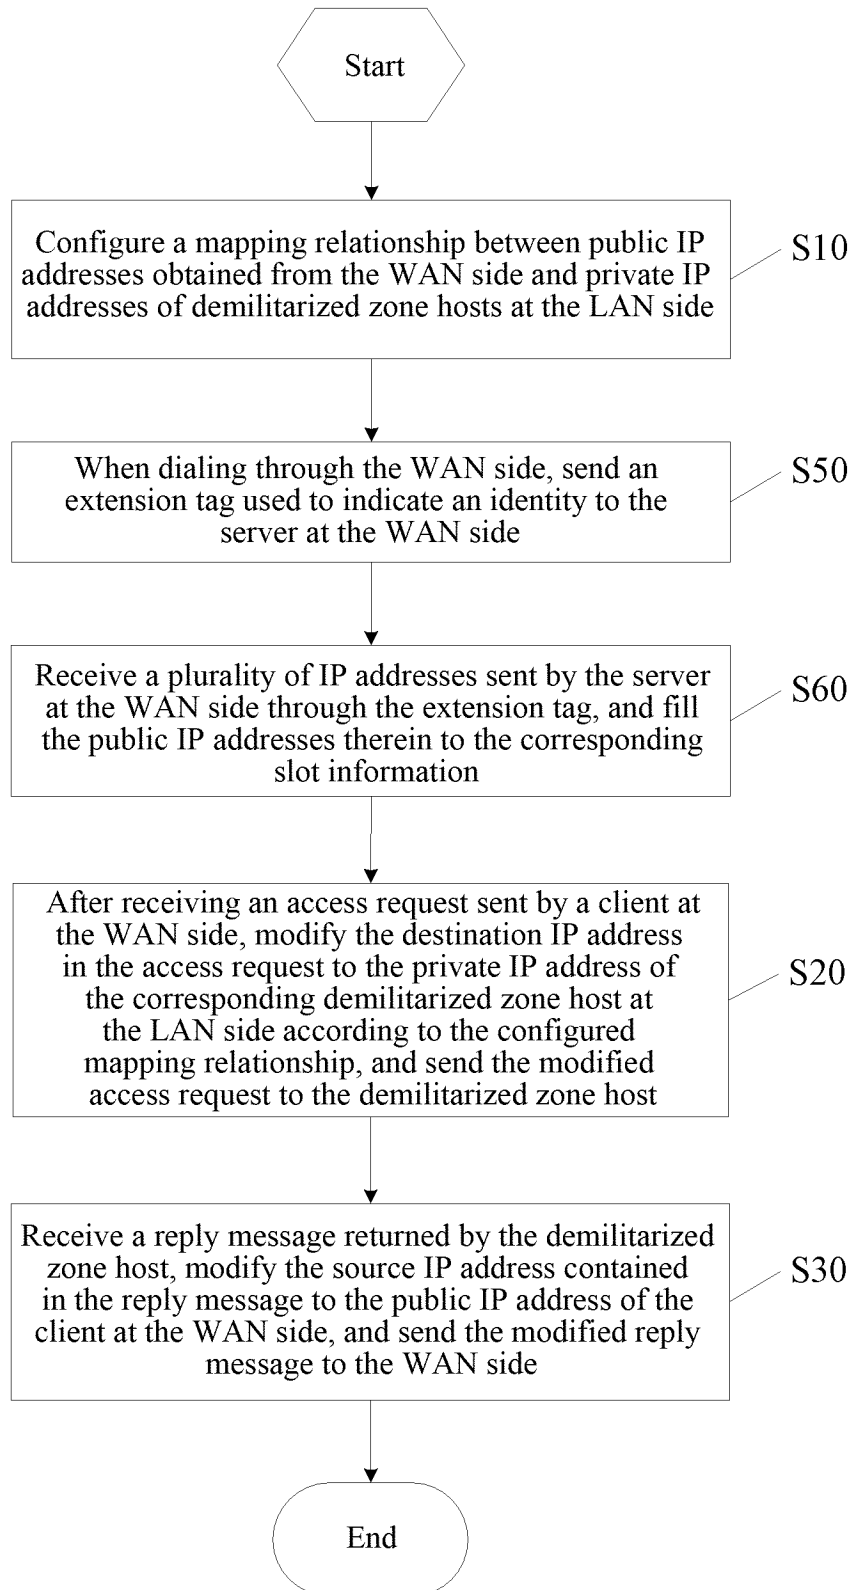 Start
Configure a mapping relationship between public IP
addresses obtained from the WAN side and private IP
addresses of demilitarized zone hosts at the LAN side
S10
When dialing through the WAN side, send an
extension tag used to indicate an identity to the
server at the WAN side
S50
Receive a plurality of IP addresses sent by the server
at the WAN side through the extension tag, and fill
the public IP addresses therein to the corresponding
slot information
S60
After receiving an access request sent by a client at
the WAN side, modify the destination IP address
in the access request to the private IP address of
the corresponding demilitarized zone host at
the LAN side according to the configured
mapping relationship, and send the modified
access request to the demilitarized zone host
S20
Receive a reply message returned by the demilitarized
zone host, modify the source IP address contained
in the reply message to the public IP address of the
client at the WAN side, and send the modified reply
message to the WAN side
S30
End